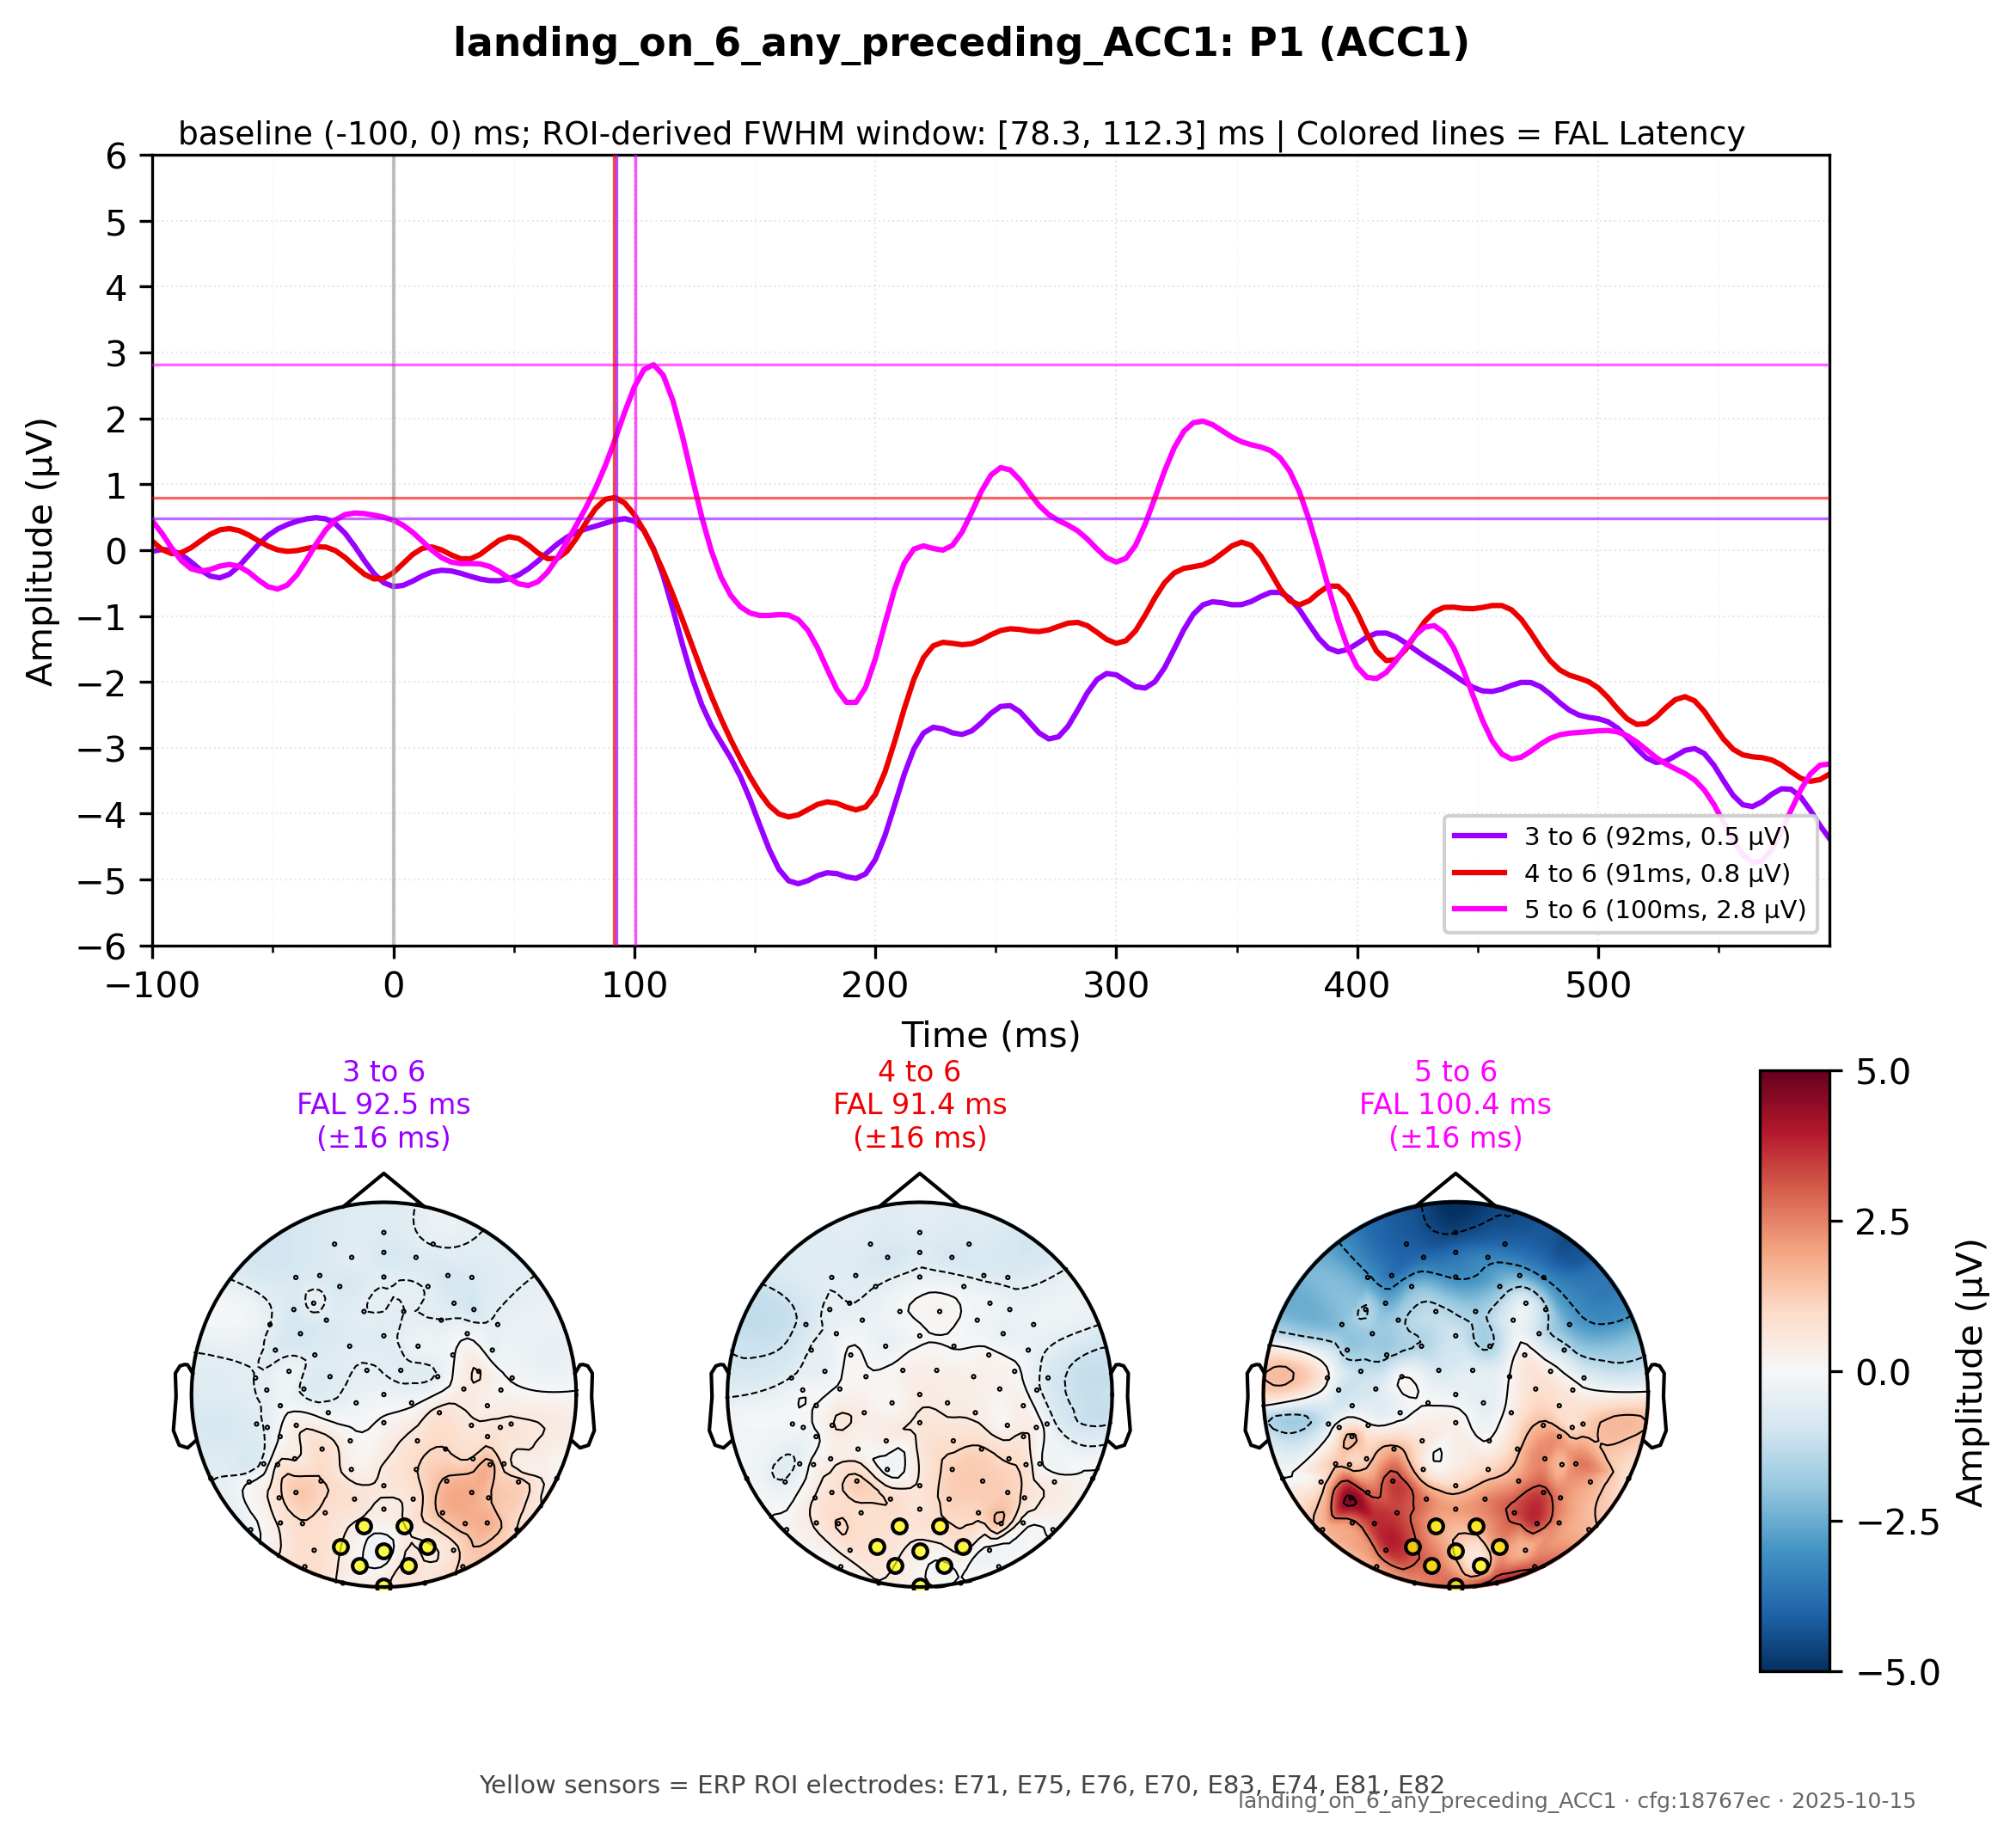 landing_on_6_any_preceding_ACC1: P1 (ACC1)
baseline (-100, 0) ms; ROI-derived FWHM window: [78.3, 112.3] ms | Colored lines = FAL Latency
6
5
4
3
2
1
0
−1
−2
−3
−4
−5
−6
Amplitude (μV)
3 to 6 (92ms, 0.5 μV)
4 to 6 (91ms, 0.8 μV)
5 to 6 (100ms, 2.8 μV)
−100
0
100
200
300
400
500
Time (ms)
3 to 6
FAL 92.5 ms
(±16 ms)
4 to 6
FAL 91.4 ms
(±16 ms)
5 to 6
FAL 100.4 ms
(±16 ms)
5.0
2.5
0.0
−2.5
−5.0
Amplitude (μV)
Yellow sensors = ERP ROI electrodes: E71, E75, E76, E70, E83, E74, E81, E82
landing_on_6_any_preceding_ACC1 · cfg:18767ec · 2025-10-15